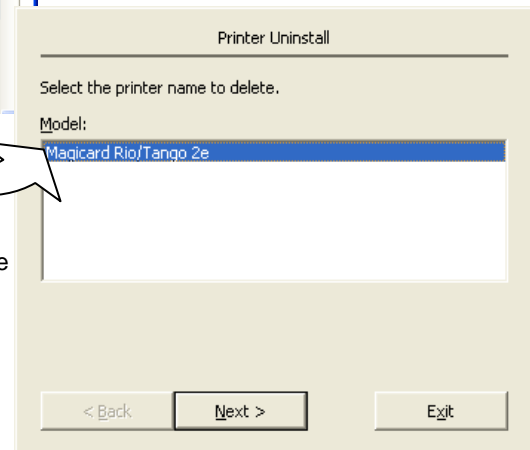 Printer Uninstall
Select the printer name to delete.
Model:
Magicard Rio/Tango 2e
e
< Back
Next >
Exit